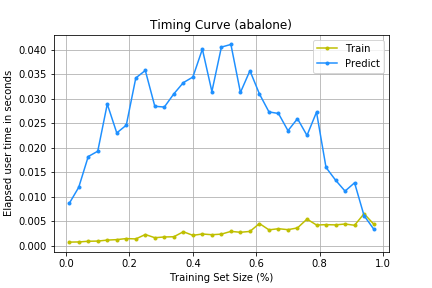 Timing Curve (abalone)
Train
Predict
0.040
0.035
0.030
0.025
0.020
0.015
0.010
0.005
0.000
Elapsed user time in seconds
0.0 0.2 0.4 0.6 0.8 1.0
Training Set Size (%)